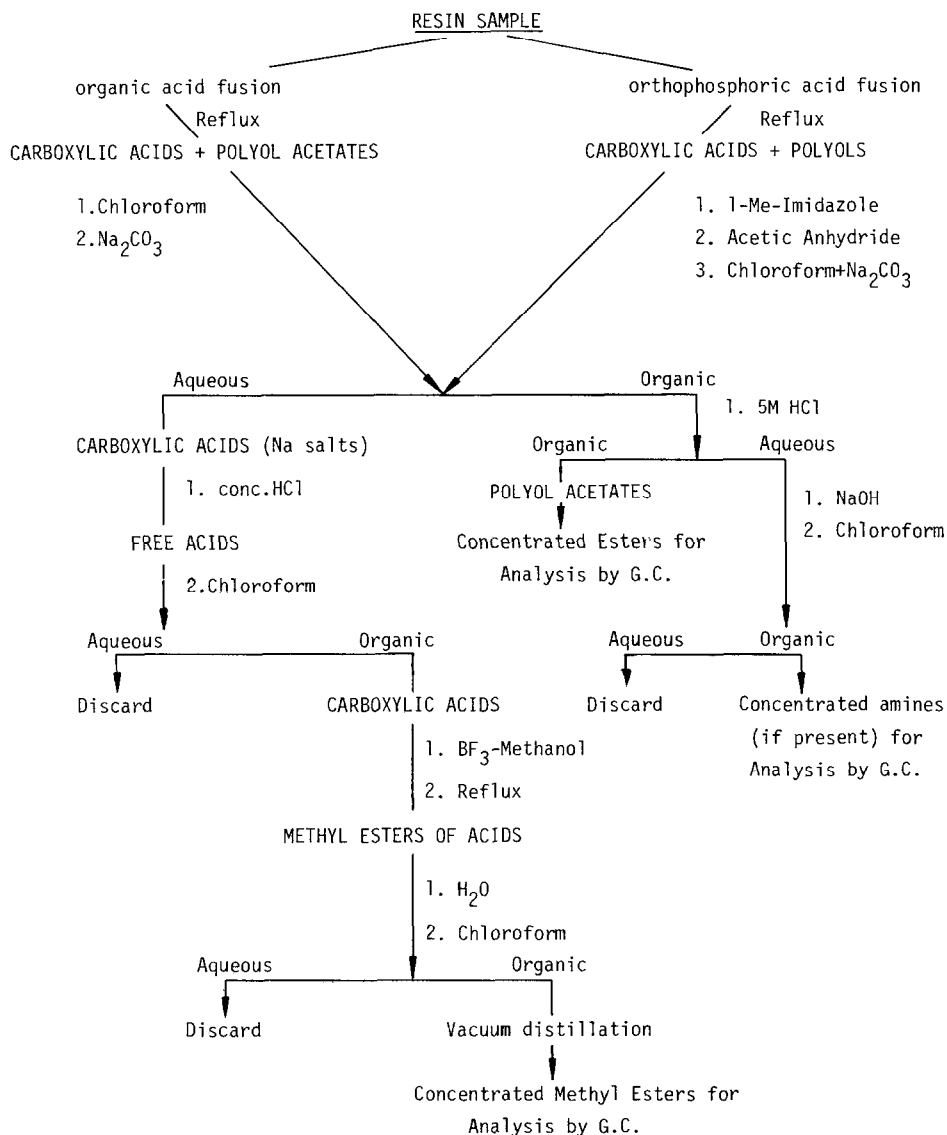 RESIN SAMPLE
organic acid fusion
Reflux
CARBOXYLIC ACIDS + POLYOL ACETATES
1.Chloroform
2.Na2CO3
orthophosphoric acid fusion
Reflux
CARBOXYLIC ACIDS + POLYOLS
1. 1-Me-Imidazole
2. Acetic Anhydride
3. Chloroform+Na2CO3
Aqueous
Organic
CARBOXYLIC ACIDS (Na salts)
1. conc.HCl
FREE ACIDS
2.Chloroform
1. 5M HCl
Organic
Aqueous
POLYOL ACETATES
Concentrated Esters for
Analysis by G.C.
1. NaOH
2. Chloroform
Aqueous
Organic
Discard
CARBOXYLIC ACIDS
Aqueous
Organic
Discard
Concentrated amines
(if present) for
Analysis by G.C.
1. BF3-Methanol
2. Reflux
METHYL ESTERS OF ACIDS
1. H2O
2. Chloroform
Aqueous
Organic
Discard
Vacuum distillation
Concentrated Methyl Esters for
Analysis by G.C.